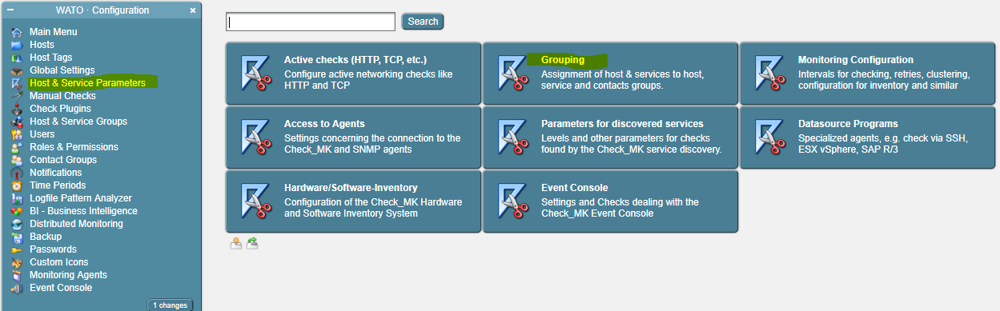 WATO · Configuration
Main Menu
Hosts
Host Tags
Global Settings
Host & Service Parameters
Manual Checks
Check Plugins
Host & Service Groups
Users
Roles & Permissions
Contact Groups
Notifications
Time Periods
Logfile Pattern Analyzer
BI - Business Intelligence
Distributed Monitoring
Backup
Passwords
Custom Icons
Monitoring Agents
Event Console
1 changes
Search
Active checks (HTTP, TCP, etc.)
Configure active networking checks like
HTTP and TCP
Grouping
Assignment of host & services to host,
service and contacts groups.
Monitoring Configuration
Intervals for checking, retries, clustering,
configuration for inventory and similar
Access to Agents
Settings concerning the connection to the
Check_MK and SNMP agents
Parameters for discovered services
Levels and other parameters for checks
found by the Check_MK service discovery.
Datasource Programs
Specialized agents, e.g. check via SSH,
ESX vSphere, SAP R/3
Hardware/Software-Inventory
Configuration of the Check_MK Hardware
and Software Inventory System
Event Console
Settings and Checks dealing with the
Check_MK Event Console